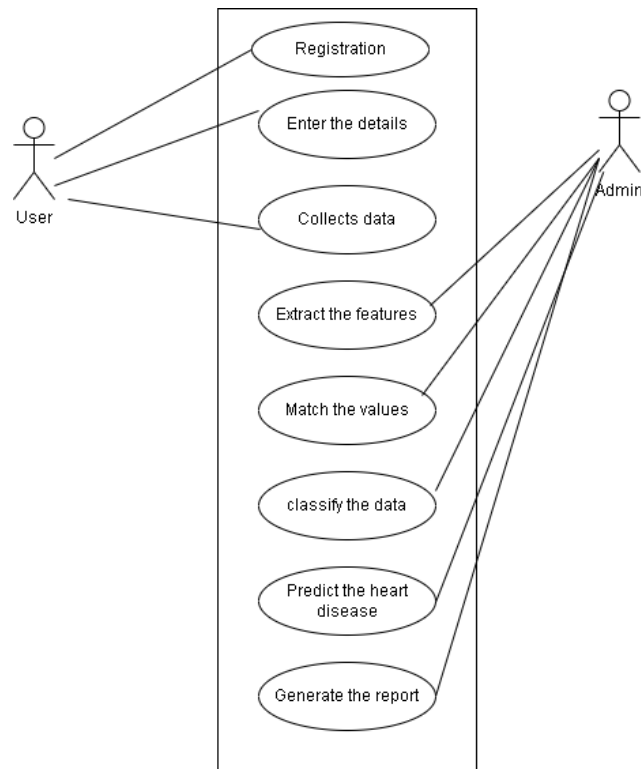 Registration
Enter the details
User
Admin
Collects data
Extract the features
Match the values
classify the data
Predict the heart
disease
Generate the report